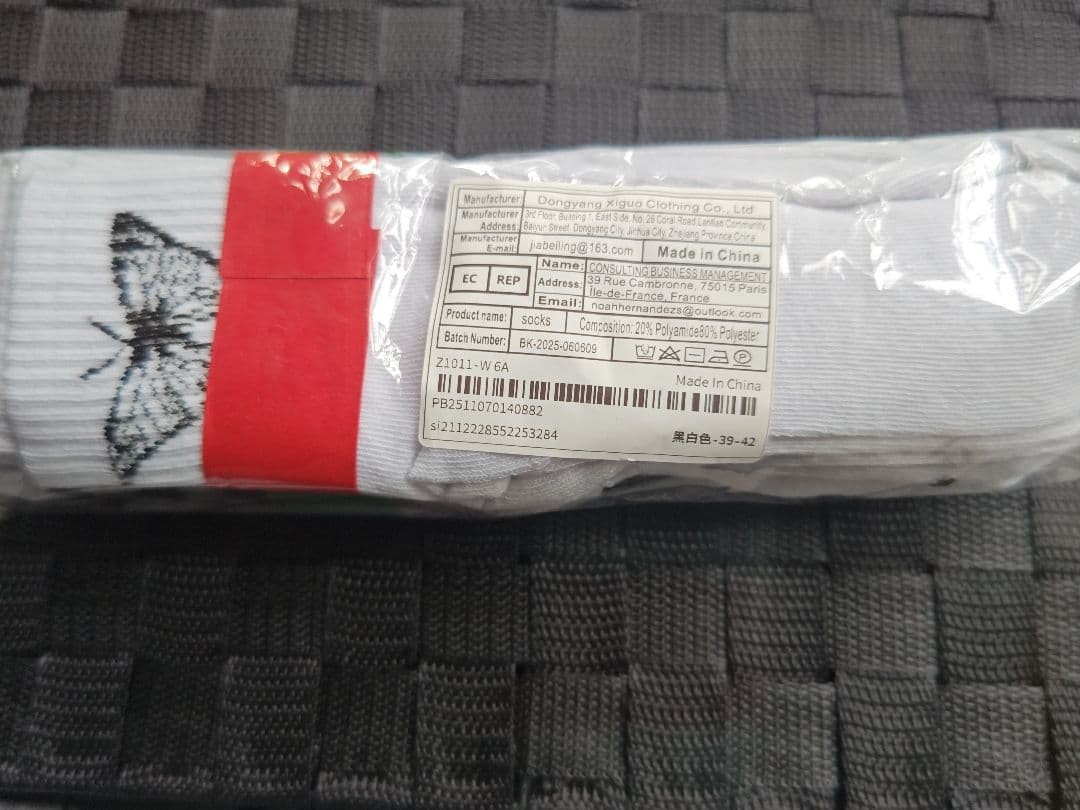 Manufacturer Dongyang xiguo Clothing Co., Ltd
Manufacturer Address: 3rd Floor, Building 1, East Side, No. 26 Coral Road Lantian Community,
Baiyun Street, Dongyang City, Jinhua City, Zhejiang Province China
Manufacturer E-mail: jiabeiling@163.com Made In China
EC REP
Name: CONSULTING BUSINESS MANAGEMENT
Address: 39 Rue Cambronne, 75015 Paris
Île-de-France, France
Email: noahhernandezs@outlook.com
Product name: socks Composition: 20% Polyamide80% Polyester
Batch Number: BK-2025-060609
Z1011-W 6A
Made In China
PB2511070140882
si2112228552253284
黑白色-39-42